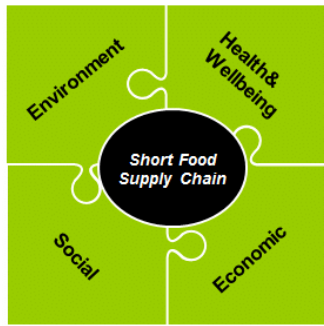 Environment
Health&
Wellbeing
Short Food
Supply Chain
Social
Economic